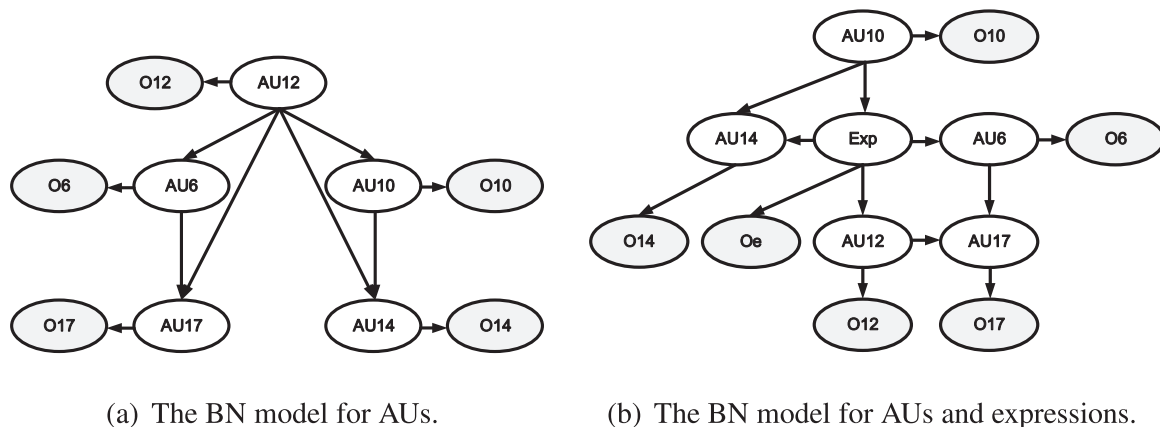 O12 AU12
O6 AU6 AU10 O10
O17 AU17 AU14 O14
(a) The BN model for AUs.
AU10 O10
AU14 Exp AU6 O6
O14 Oe AU12 AU17
O12 O17
(b) The BN model for AUs and expressions.